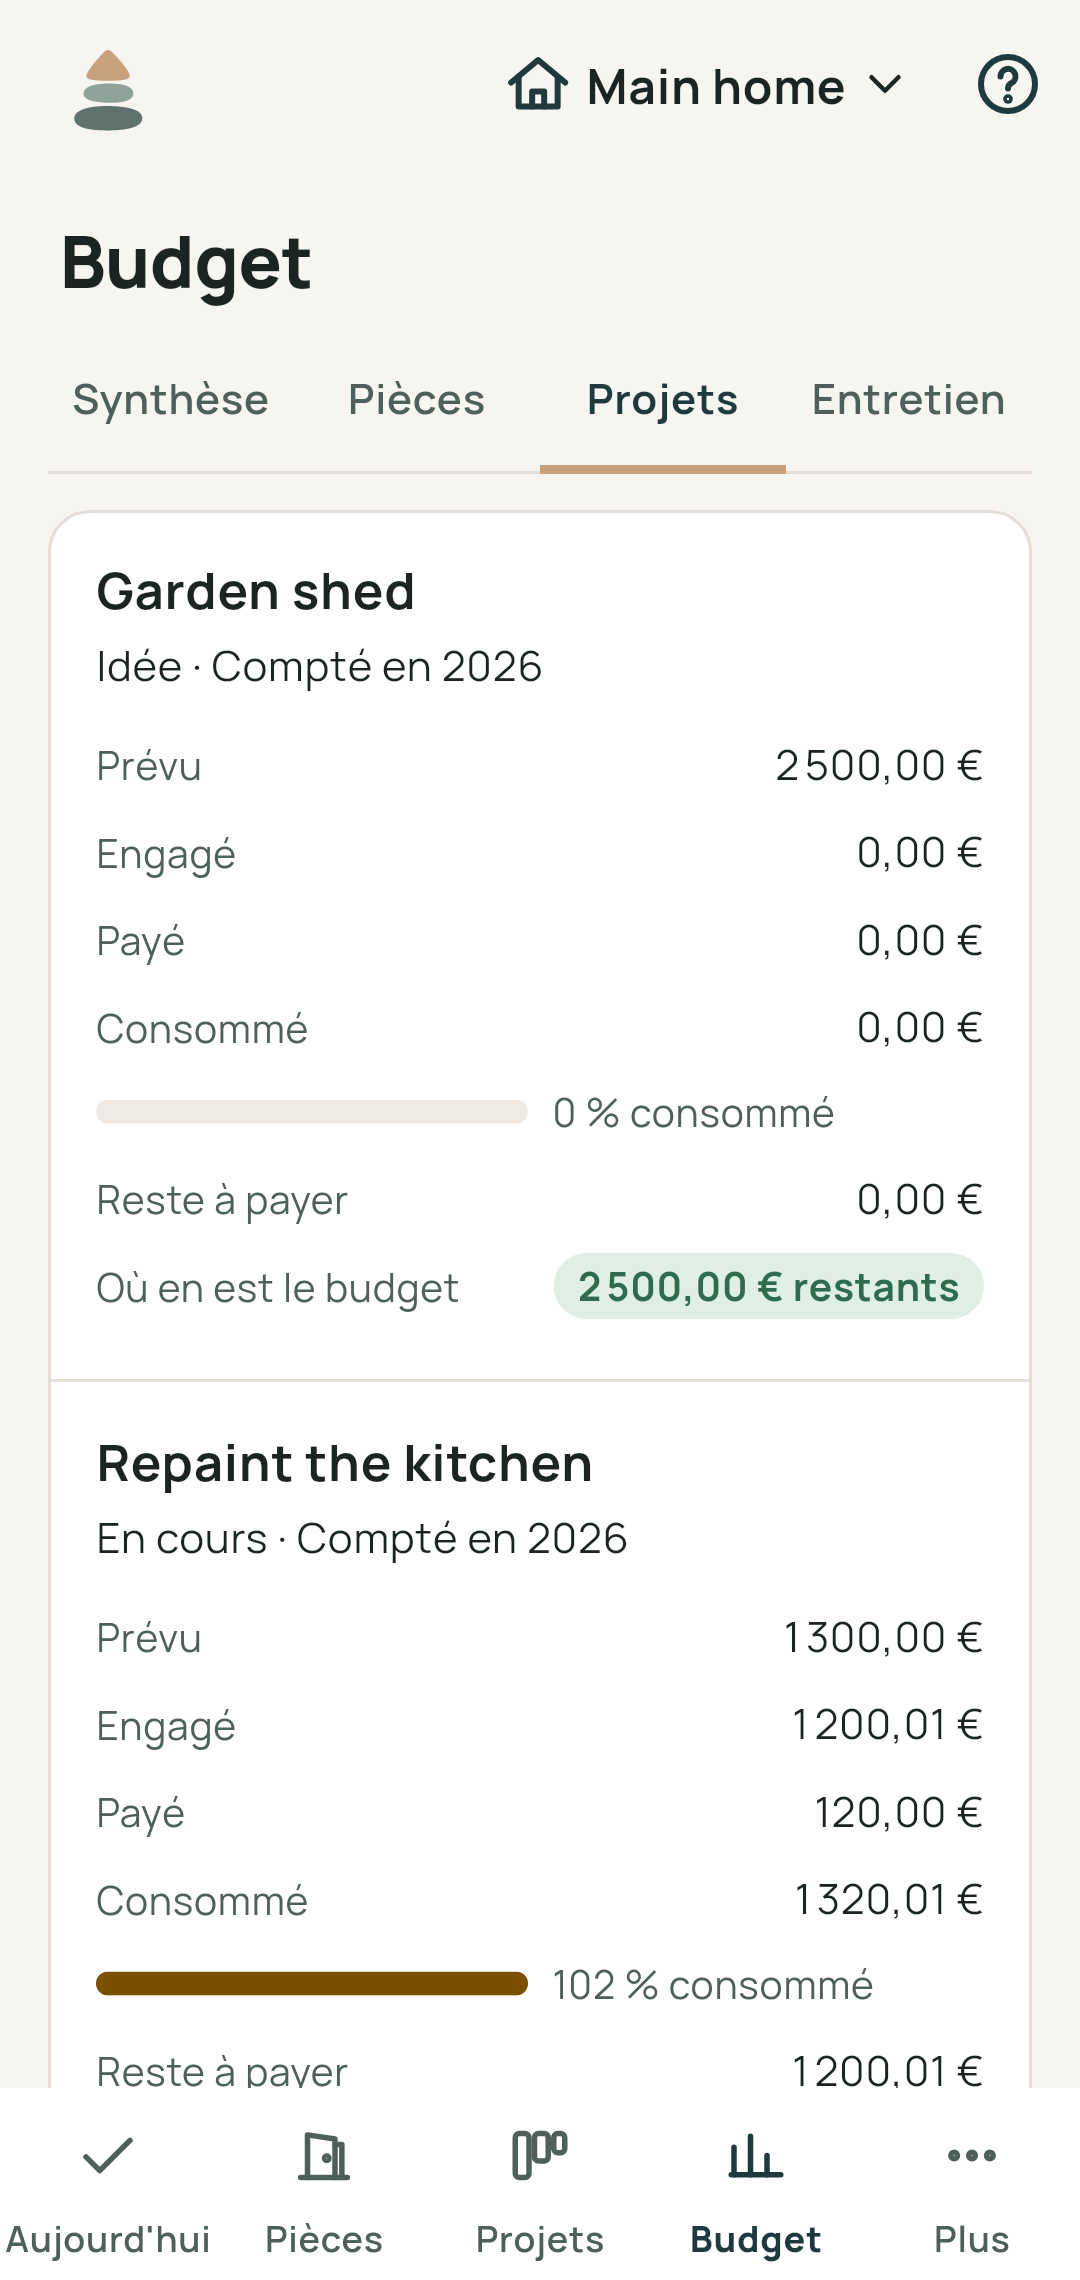 Main home
Budget
Synthèse Pièces Projets Entretien
Garden shed
Idée · Compté en 2026
Prévu 2 500,00 €
Engagé 0,00 €
Payé 0,00 €
Consommé 0,00 €
0 % consommé
Reste à payer 0,00 €
Où en est le budget 2 500,00 € restants
Repaint the kitchen
En cours · Compté en 2026
Prévu 1 300,00 €
Engagé 1 200,01 €
Payé 120,00 €
Consommé 1 320,01 €
102 % consommé
Reste à payer 1 200,01 €
Aujourd'hui Pièces Projets Budget Plus